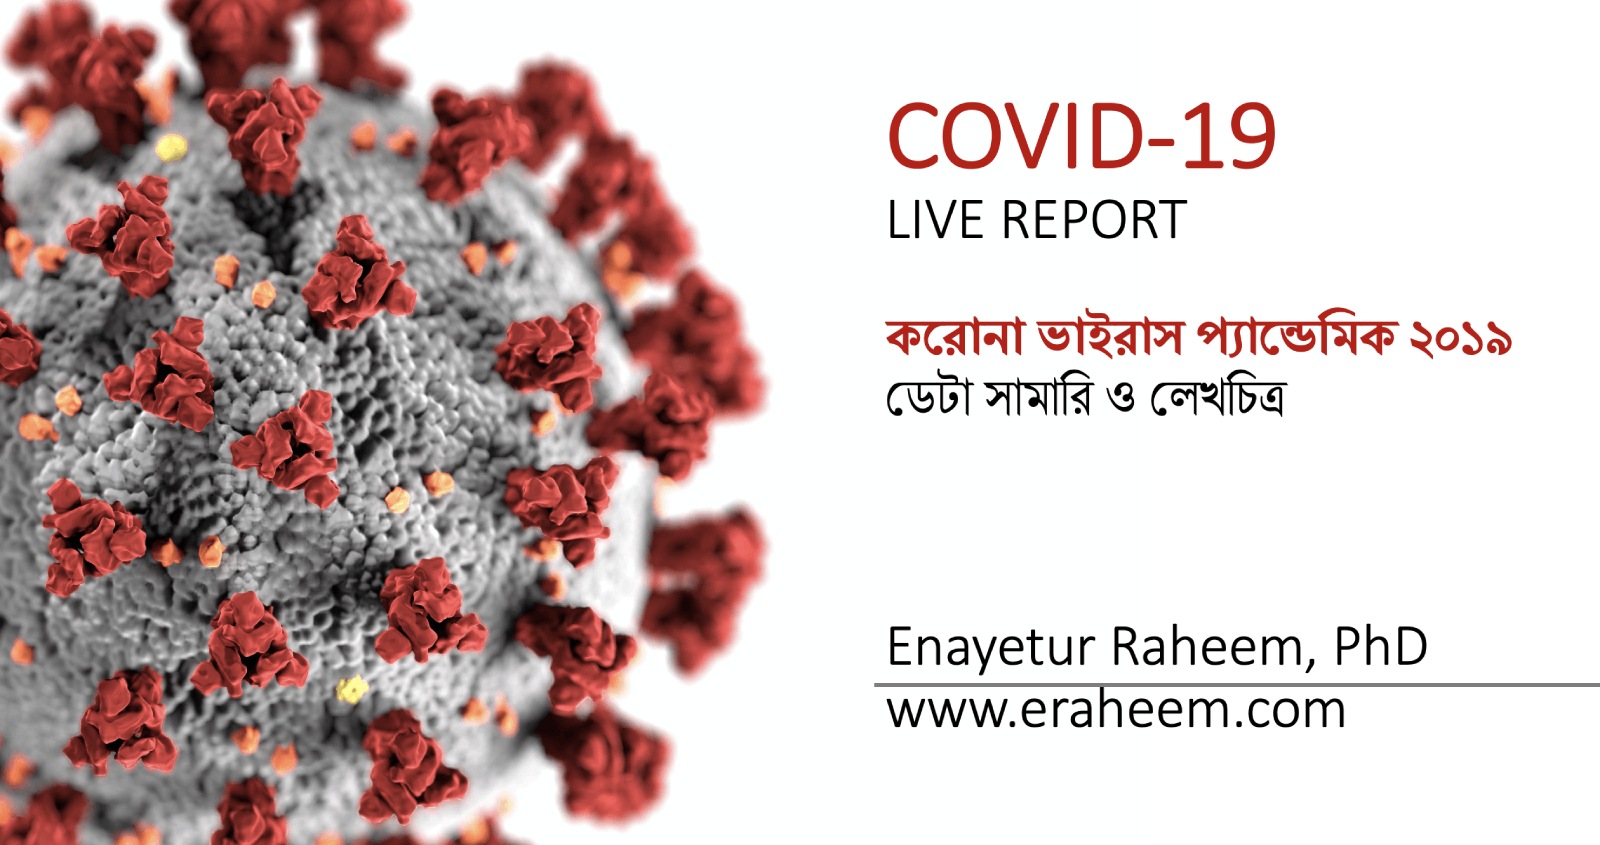 COVID-19
LIVE REPORT
করোনা ভাইরাস প্যান্ডেমিক ২০১৯
ডেটা সামারি ও লেখচিত্র
Enayetur Raheem, PhD
www.eraheem.com